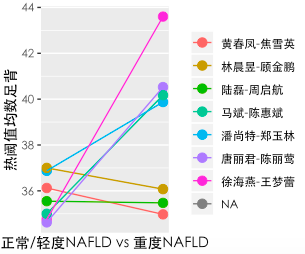 44
42
40
38
36
热阈值均数足背
正常/轻度NAFLD vs 重度NAFLD
黄春凤-焦雪英
林晨昱-顾金鹏
陆磊-周启航
马斌-陈惠斌
潘尚特-郑玉林
唐丽君-陈丽莺
徐海燕-王梦蕾
NA